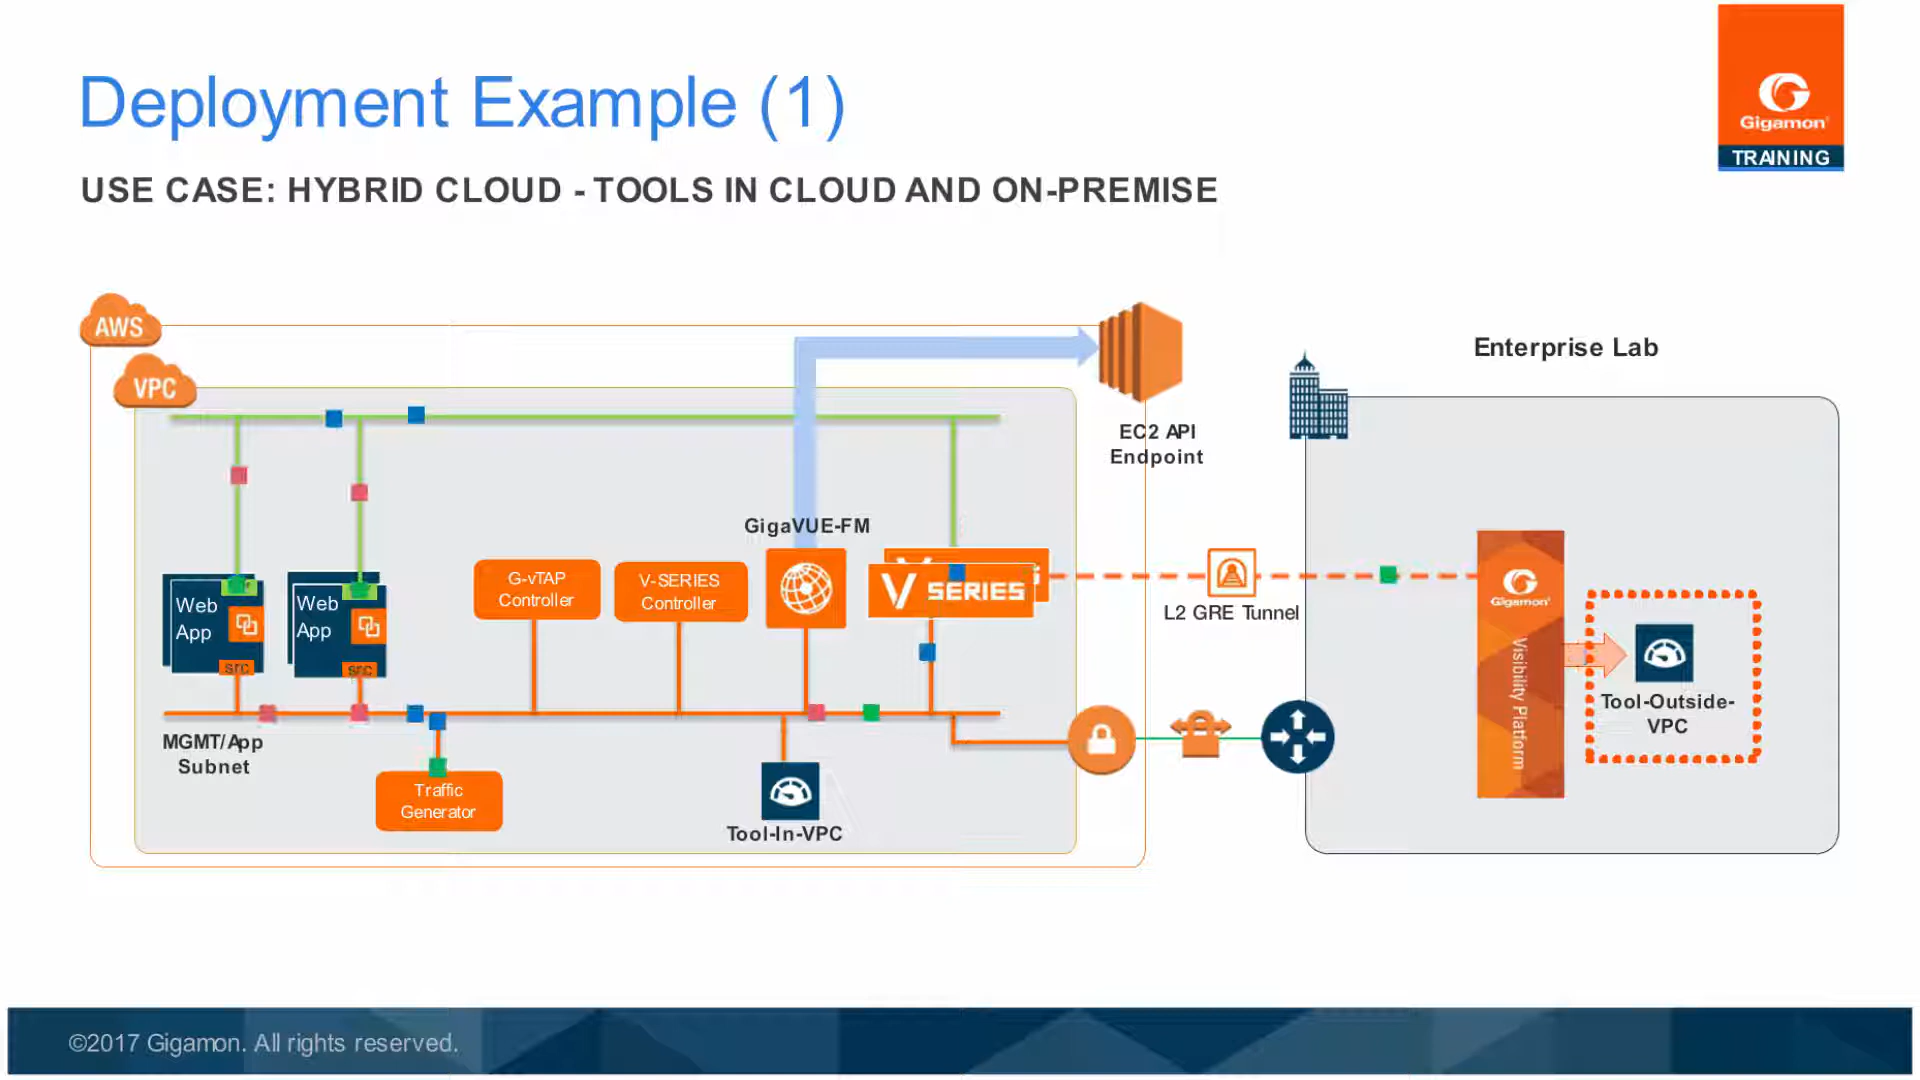 Deployment Example (1)
Gigamon
TRAINING
USE CASE: HYBRID CLOUD - TOOLS IN CLOUD AND ON-PREMISE
AWS
VPC
EC2 API
Endpoint
Enterprise Lab
GigaVUE-FM
Web
App
src
Web
App
src
G-vTAP
Controller
V-SERIES
Controller
V SERIES
L2 GRE Tunnel
Gigamon
Visibility Platform
Tool-Outside-
VPC
MGMT/App
Subnet
Traffic
Generator
Tool-In-VPC
©2017 Gigamon. All rights reserved.